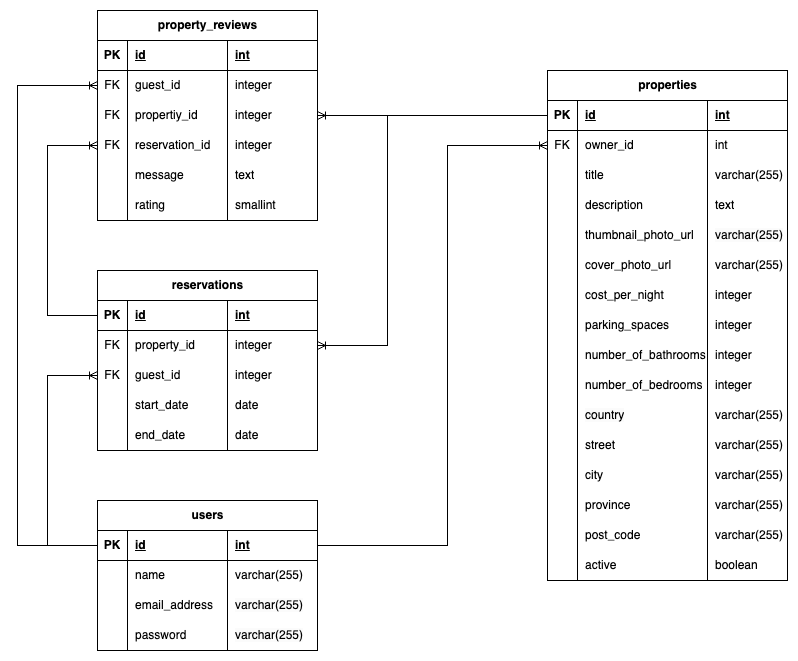 property_reviews
PK id int
FK guest_id integer
FK propertiy_id integer
FK reservation_id integer
message text
rating smallint
reservations
PK id int
FK property_id integer
FK guest_id integer
start_date date
end_date date
users
PK id int
name varchar(255)
email_address varchar(255)
password varchar(255)
properties
PK id int
FK owner_id int
title varchar(255)
description text
thumbnail_photo_url varchar(255)
cover_photo_url varchar(255)
cost_per_night integer
parking_spaces integer
number_of_bathrooms integer
number_of_bedrooms integer
country varchar(255)
street varchar(255)
city varchar(255)
province varchar(255)
post_code varchar(255)
active boolean